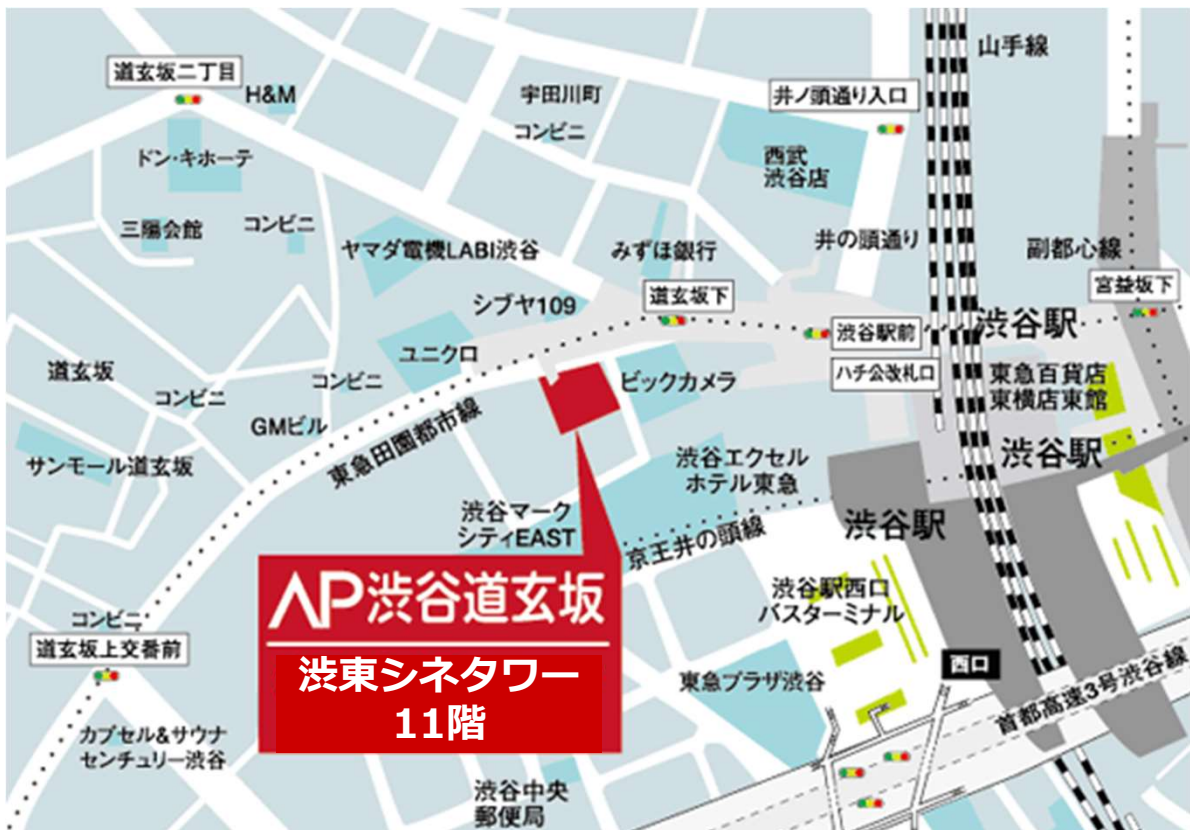 山手線
道玄坂二丁目
H&M
宇田川町
コンビニ
井ノ頭通り入口
ドン・キホーテ
西武
渋谷店
三陽会館
コンビニ
ヤマダ電機LABI渋谷
みずほ銀行
井の頭通り
副都心線
宮益坂下
シブヤ109
道玄坂下
渋谷駅前
渋谷駅
ユニクロ
ビックカメラ
ハチ公改札口
東急百貨店
東横店東館
道玄坂
コンビニ
コンビニ
GMビル
東急田園都市線
サンモール道玄坂
渋谷エクセル
ホテル東急
渋谷駅
渋谷マーク
シティEAST
京王井の頭線
渋谷駅
AP渋谷道玄坂
渋東シネタワー
11階
渋谷駅西口
バスターミナル
コンビニ
道玄坂上交番前
東急プラザ渋谷
西口
首都高速3号渋谷線
カプセル&サウナ
センチュリー渋谷
渋谷中央
郵便局